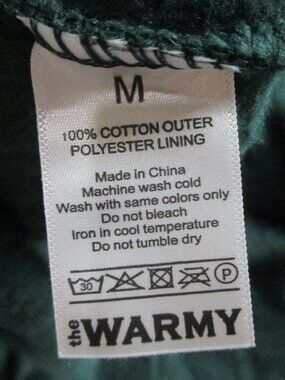 M
100% COTTON OUTER
POLYESTER LINING
Made in China
Machine wash cold
Wash with same colors only
Do not bleach
Iron in cool temperature
Do not tumble dry
30 P
the WARMY